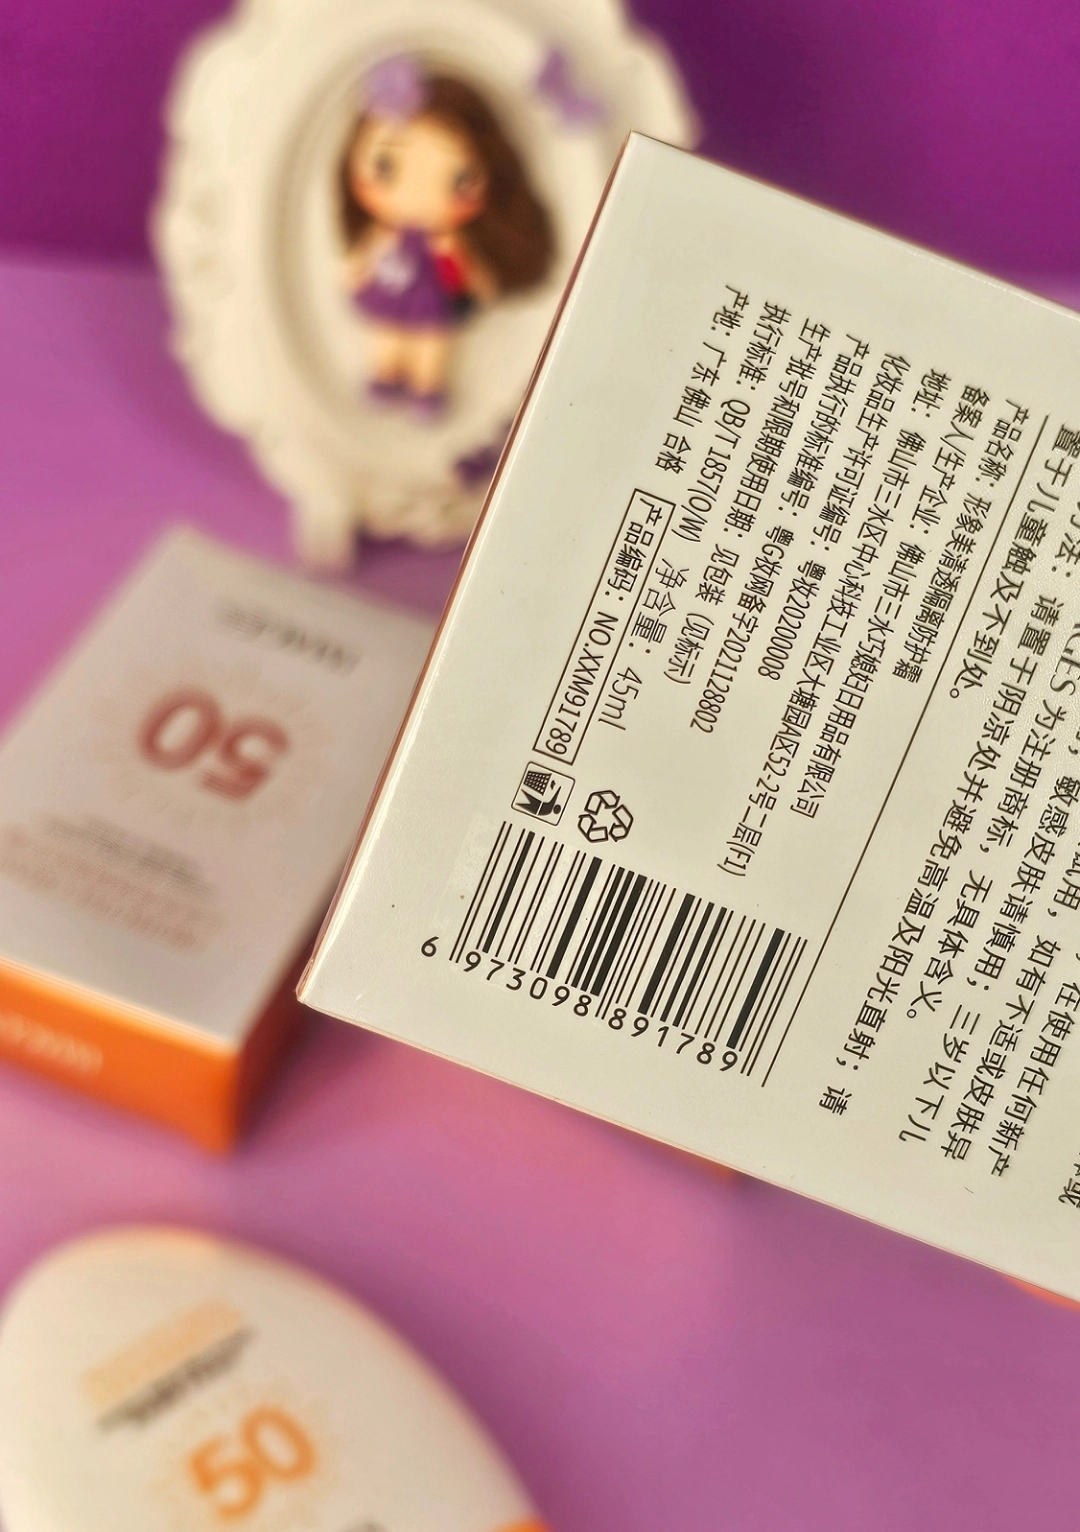 IGES 为注册商标，无具体含义。
置于儿童触及不到处。
请置于阴凉处并避免高温及阳光直射；请
敏感皮肤请慎用；三岁以下儿
在使用任何新产
如有不适或皮肤异
产品名称：形象美清透隔离防护霜
备案人/生产企业：佛山市三水巧媳妇日用品有限公司
地址：佛山市三水区中心科技工业区大塘园A区52-2号二层(F1)
化妆品生产许可证编号：粤妆20200008
产品执行的标准编号：粤G妆网备字2021128802
生产批号和限期使用日期：见包装（见标示）
执行标准：QB/T 1857(O/W) 净含量：45ml
产地：广东佛山 合格
产品编码：NO.XXM91789
6 973098 891789
50
50